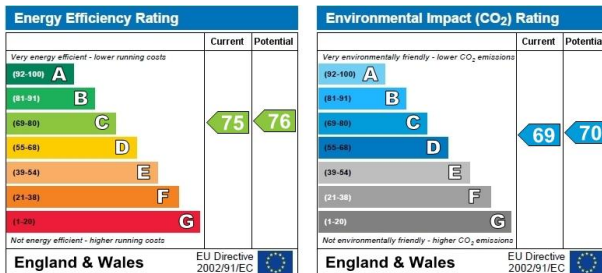 Energy Efficiency Rating
Current Potential
Very energy efficient - lower running costs
(92-100) A
(81-91) B
(69-80) C
75 76
(55-68) D
(39-54) E
(21-38) F
(1-20) G
Not energy efficient - higher running costs
England & Wales
EU Directive
2002/91/EC
Environmental Impact (CO₂) Rating
Current Potential
Very environmentally friendly - lower CO₂ emissions
(92-100) A
(81-91) B
(69-80) C
69 70
(55-68) D
(39-54) E
(21-38) F
(1-20) G
Not environmentally friendly - higher CO₂ emissions
England & Wales
EU Directive
2002/91/EC